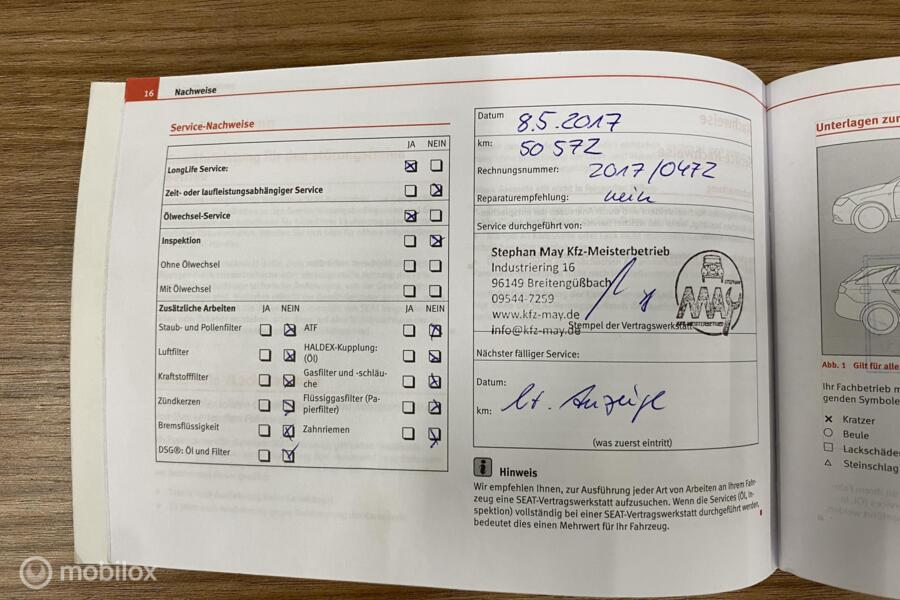 16 Nachweise
Service-Nachweise
JA NEIN
LongLife Service:
Zeit- oder laufleistungsabhängiger Service
Ölwechsel-Service
Inspektion
Ohne Ölwechsel
Mit Ölwechsel
Zusätzliche Arbeiten JA NEIN JA NEIN
Staub- und Pollenfilter ATF
Luftfilter HALDEX-Kupplung: (Öl)
Kraftstofffilter Gasfilter und -schläu-
che
Zündkerzen Flüssiggasfilter (Pa-
pierfilter)
Bremsflüssigkeit Zahnriemen
DSG®: Öl und Filter
Datum 8.5.2017
km: 50 572
Rechnungsnummer: 2017/0472
Reparaturempfehlung: nein
Service durchgeführt von:
Stephan May Kfz-Meisterbetrieb
Industriering 16
96149 Breitengüßbach
09544-7259
www.kfz-may.de
info@kfz-may.de
Stempel der Vertragswerkstatt
STEPHAN
MAY
KFZ-MEISTERBETRIEB
Nächster fälliger Service:
Datum:
km: lt. Anzeige
(was zuerst eintritt)
Hinweis
Wir empfehlen Ihnen, zur Ausführung jeder Art von Arbeiten an Ihrem Fahr-
zeug eine SEAT-Vertragswerkstatt aufzusuchen. Wenn die Services (Öl, In-
spektion) vollständig bei einer SEAT-Vertragswerkstatt durchgeführt werden,
bedeutet dies einen Mehrwert für Ihr Fahrzeug.
Unterlagen zur
Abb. 1 Gilt für alle
Ihr Fachbetrieb m
genden Symbole
Kratzer
Beule
Lackschäde
Steinschlag
mobilox